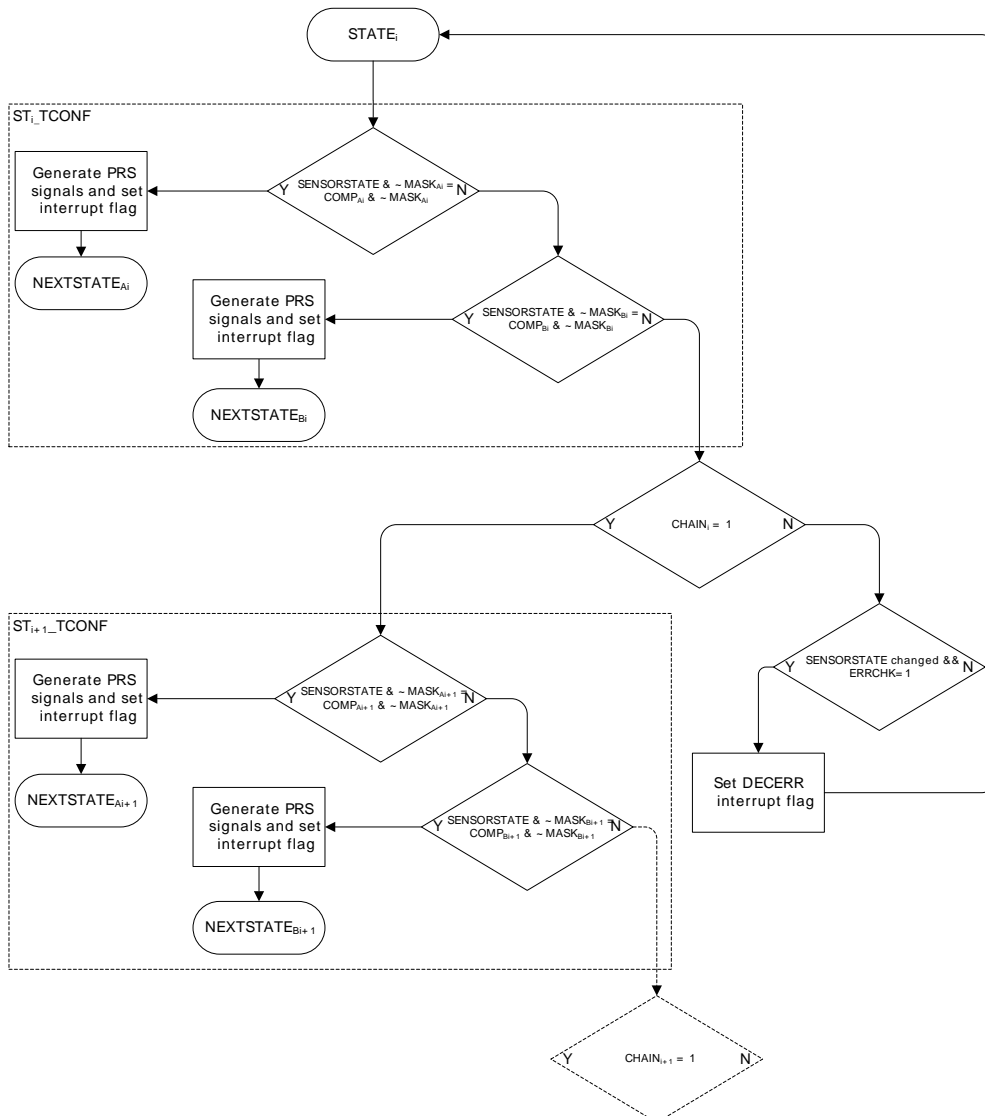 STATEi
STi_TCONF
Generate PRS
signals and set
interrupt flag
Y
SENSORSTATE & ~ MASKAi =
COMPAi & ~ MASKAi
N
NEXTSTATEAi
Generate PRS
signals and set
interrupt flag
Y
SENSORSTATE & ~ MASKBi =
COMPBi & ~ MASKBi
N
NEXTSTATEBi
Y
CHAINi = 1
N
STi+1_TCONF
Generate PRS
signals and set
interrupt flag
Y
SENSORSTATE & ~ MASKAi+1 =
COMPAi+1 & ~ MASKAi+1
N
Y
SENSORSTATE changed &&
ERRCHK= 1
N
NEXTSTATEAi+1
Set DECERR
interrupt flag
Generate PRS
signals and set
interrupt flag
Y
SENSORSTATE & ~ MASKBi+1 =
COMPBi+1 & ~ MASKBi+1
N
NEXTSTATEBi+1
Y
CHAINi+1 = 1
N